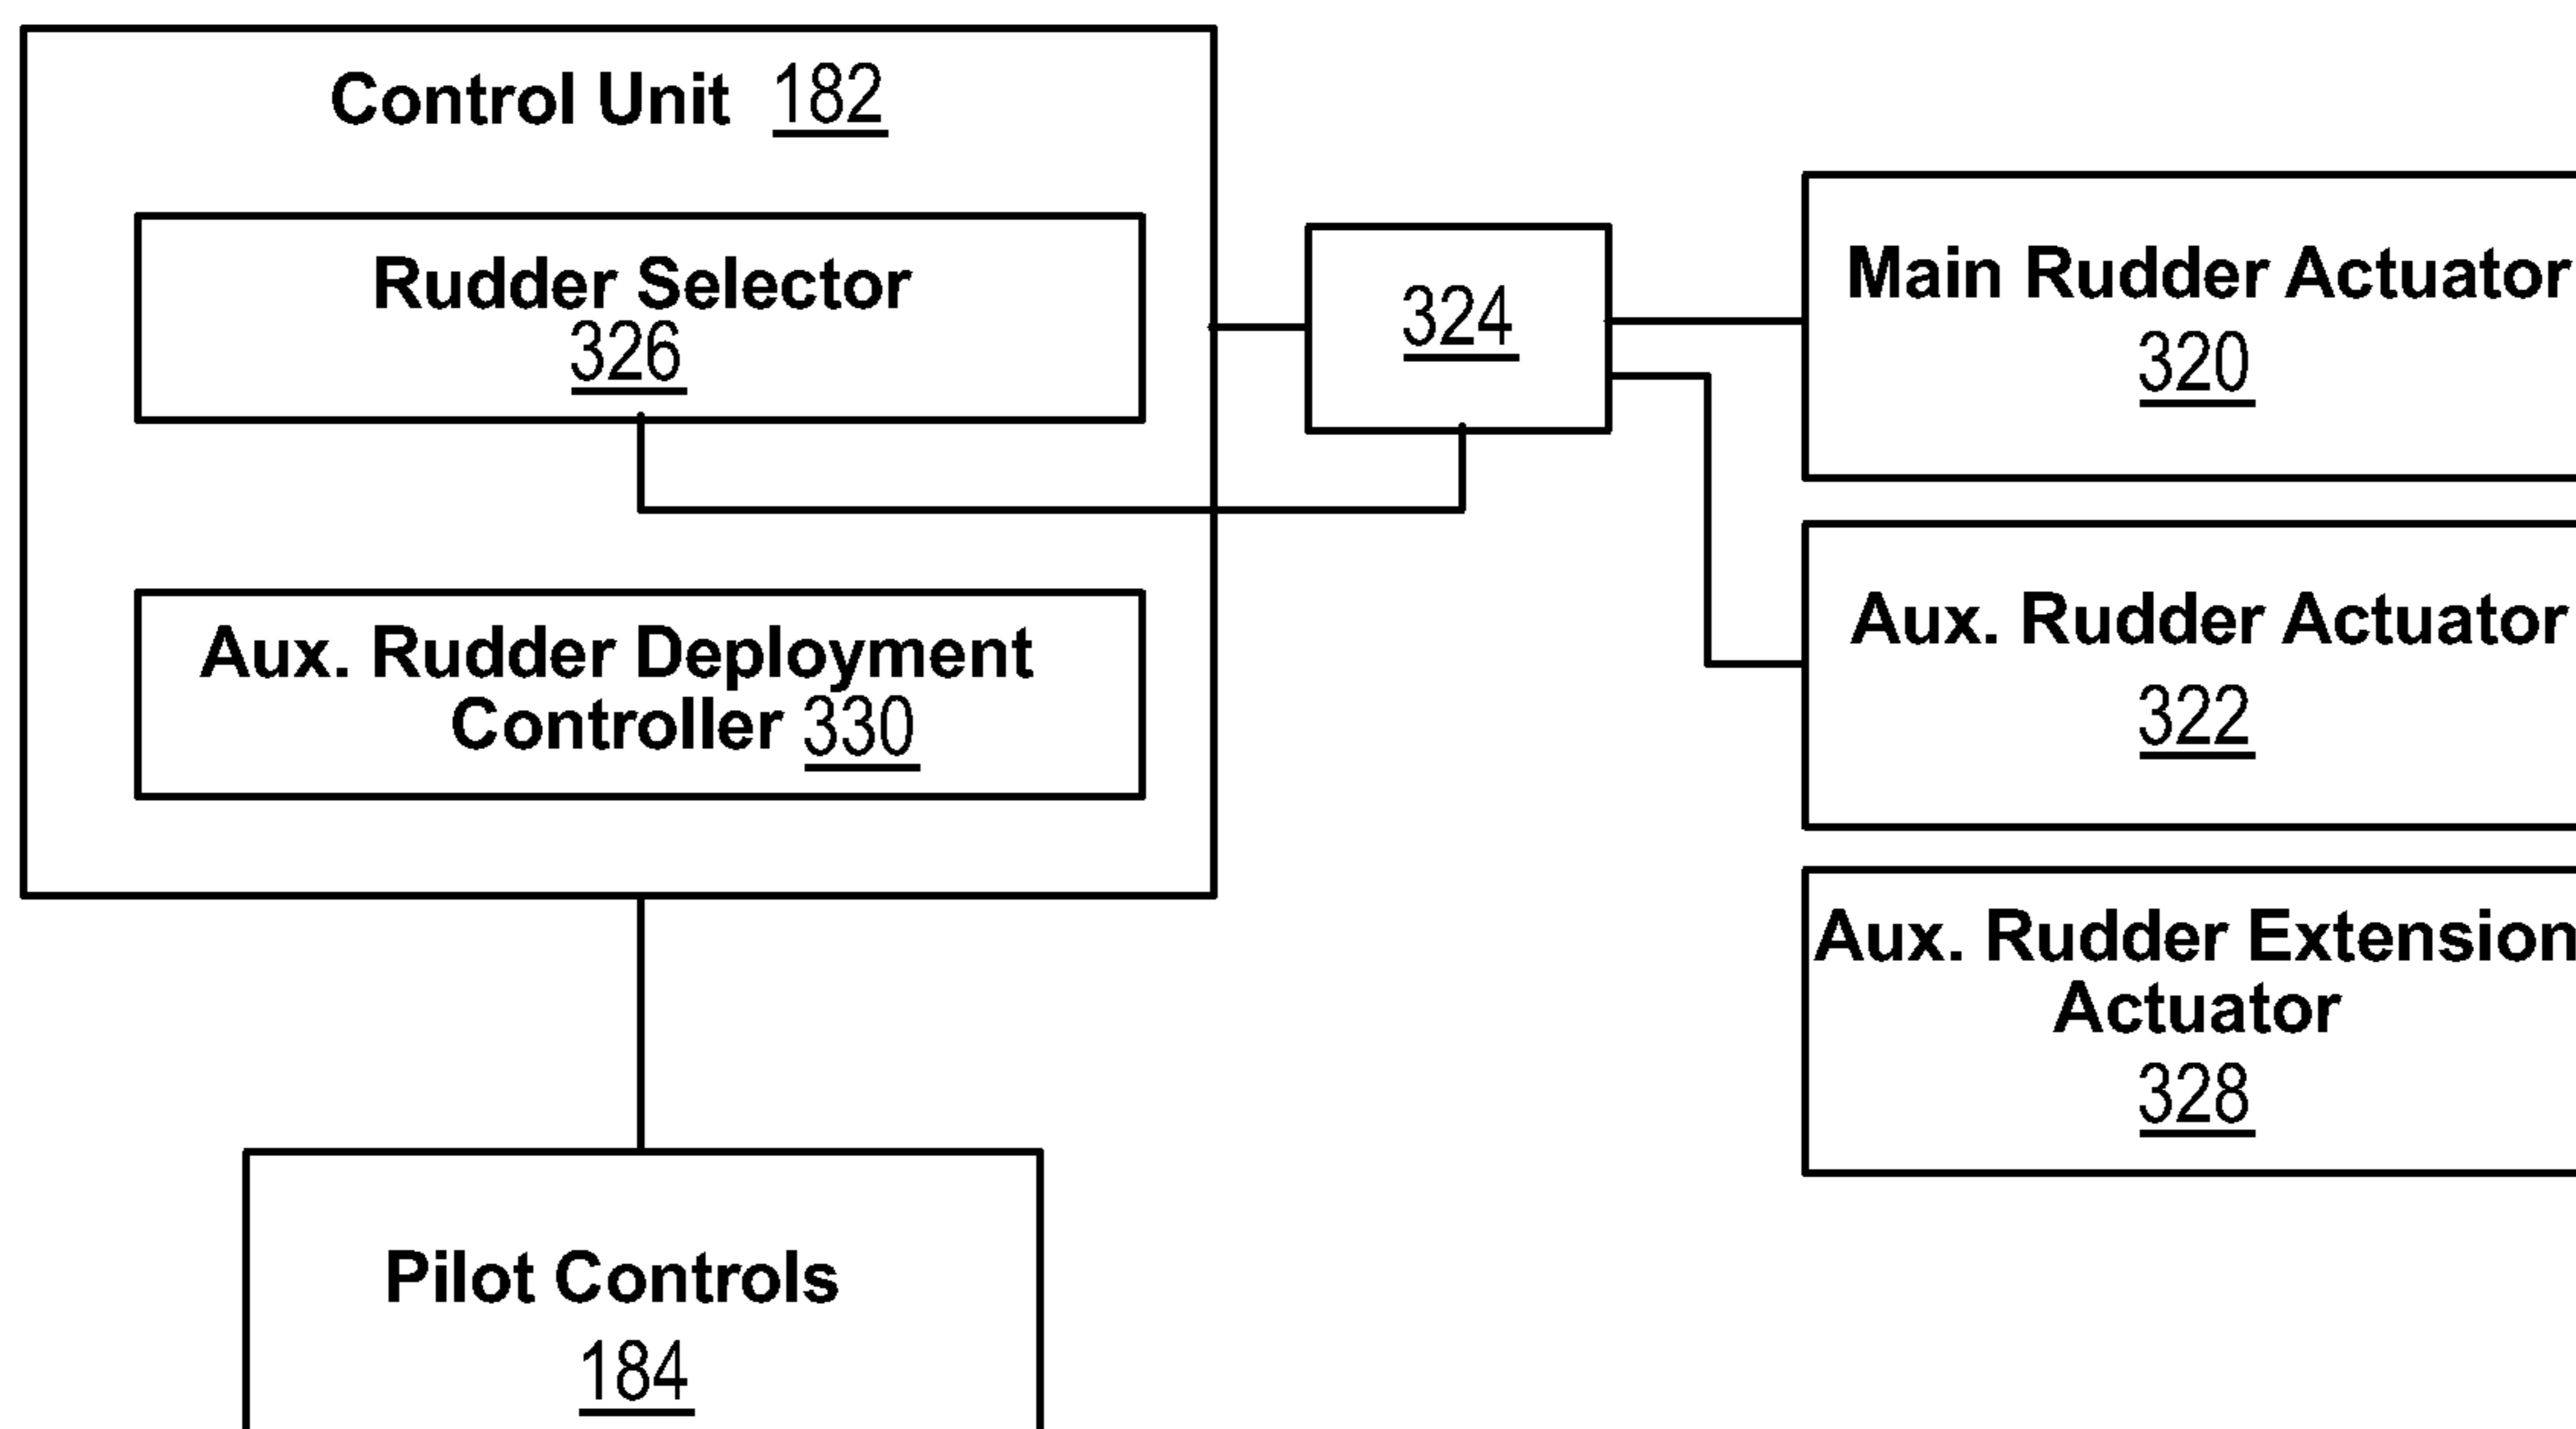 Control Unit 182
Rudder Selector
326
Aux. Rudder Deployment
Controller 330
324
Main Rudder Actuator
320
Aux. Rudder Actuator
322
Aux. Rudder Extension
Actuator
328
Pilot Controls
184